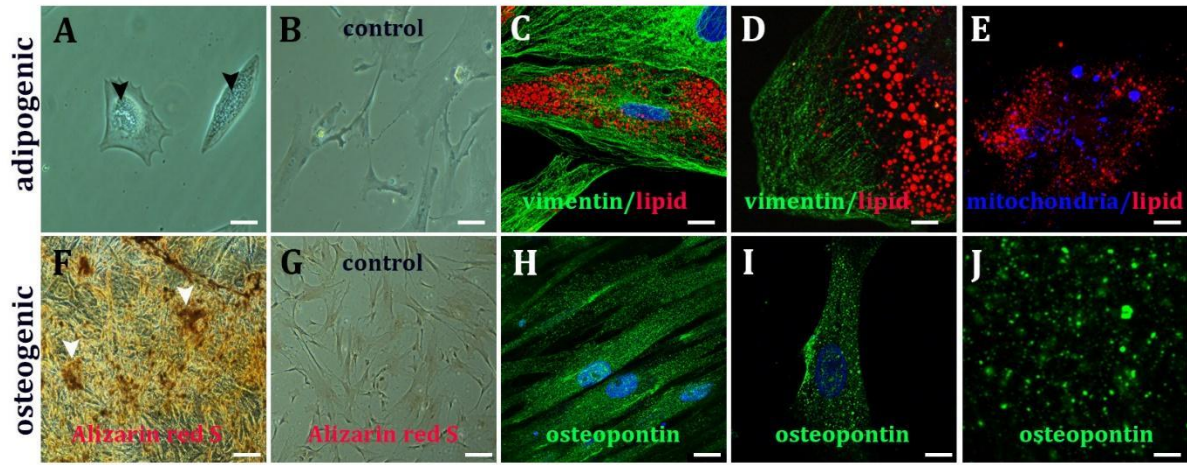 adipogenic
A
B
control
C
vimentin/lipid
D
vimentin/lipid
E
mitochondria/lipid
osteogenic
F
Alizarin red S
G
control
Alizarin red S
H
osteopontin
I
osteopontin
J
osteopontin